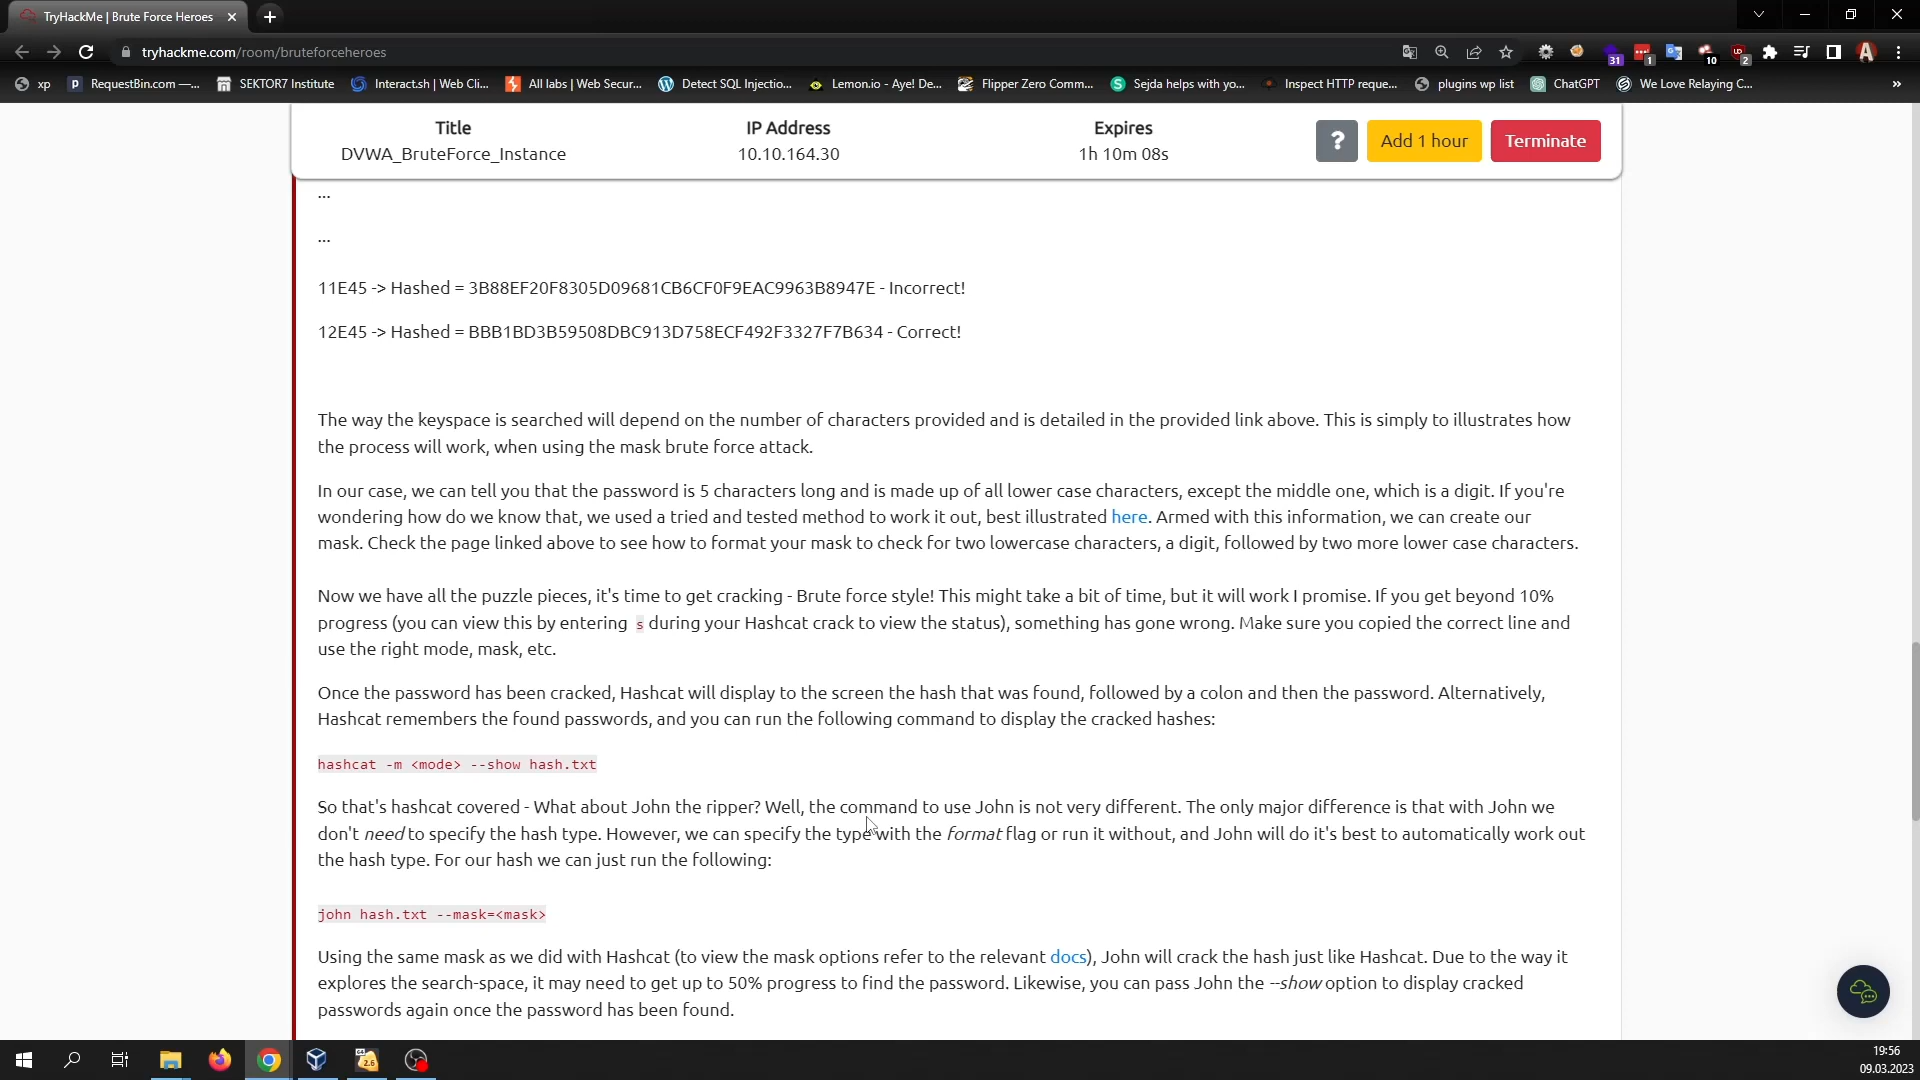 TryHackMe | Brute Force Heroes
tryhackme.com/room/bruteforceheroes
31
1
10
2
xp
RequestBin.com —...
SEKTOR7 Institute
Interact.sh | Web Cli...
All labs | Web Secur...
Detect SQL Injectio...
Lemon.io - Aye! De...
Flipper Zero Comm...
Sejda helps with yo...
Inspect HTTP reque...
plugins wp list
ChatGPT
We Love Relaying C...
»
Title
IP Address
Expires
DVWA_BruteForce_Instance
10.10.164.30
1h 10m 08s
?
Add 1 hour
Terminate
...
...
11E45 -> Hashed = 3B88EF20F8305D09681CB6CF0F9EAC9963B8947E - Incorrect!
12E45 -> Hashed = BBB1BD3B59508DBC913D758ECF492F3327F7B634 - Correct!
The way the keyspace is searched will depend on the number of characters provided and is detailed in the provided link above. This is simply to illustrates how
the process will work, when using the mask brute force attack.
In our case, we can tell you that the password is 5 characters long and is made up of all lower case characters, except the middle one, which is a digit. If you're
wondering how do we know that, we used a tried and tested method to work it out, best illustrated here. Armed with this information, we can create our
mask. Check the page linked above to see how to format your mask to check for two lowercase characters, a digit, followed by two more lower case characters.
Now we have all the puzzle pieces, it's time to get cracking - Brute force style! This might take a bit of time, but it will work I promise. If you get beyond 10%
progress (you can view this by entering s during your Hashcat crack to view the status), something has gone wrong. Make sure you copied the correct line and
use the right mode, mask, etc.
Once the password has been cracked, Hashcat will display to the screen the hash that was found, followed by a colon and then the password. Alternatively,
Hashcat remembers the found passwords, and you can run the following command to display the cracked hashes:
hashcat -m <mode> --show hash.txt
So that's hashcat covered - What about John the ripper? Well, the command to use John is not very different. The only major difference is that with John we
don't need to specify the hash type. However, we can specify the type with the format flag or run it without, and John will do it's best to automatically work out
the hash type. For our hash we can just run the following:
john hash.txt --mask=<mask>
Using the same mask as we did with Hashcat (to view the mask options refer to the relevant docs), John will crack the hash just like Hashcat. Due to the way it
explores the search-space, it may need to get up to 50% progress to find the password. Likewise, you can pass John the --show option to display cracked
passwords again once the password has been found.
64
2.6
19:56
09.03.2023